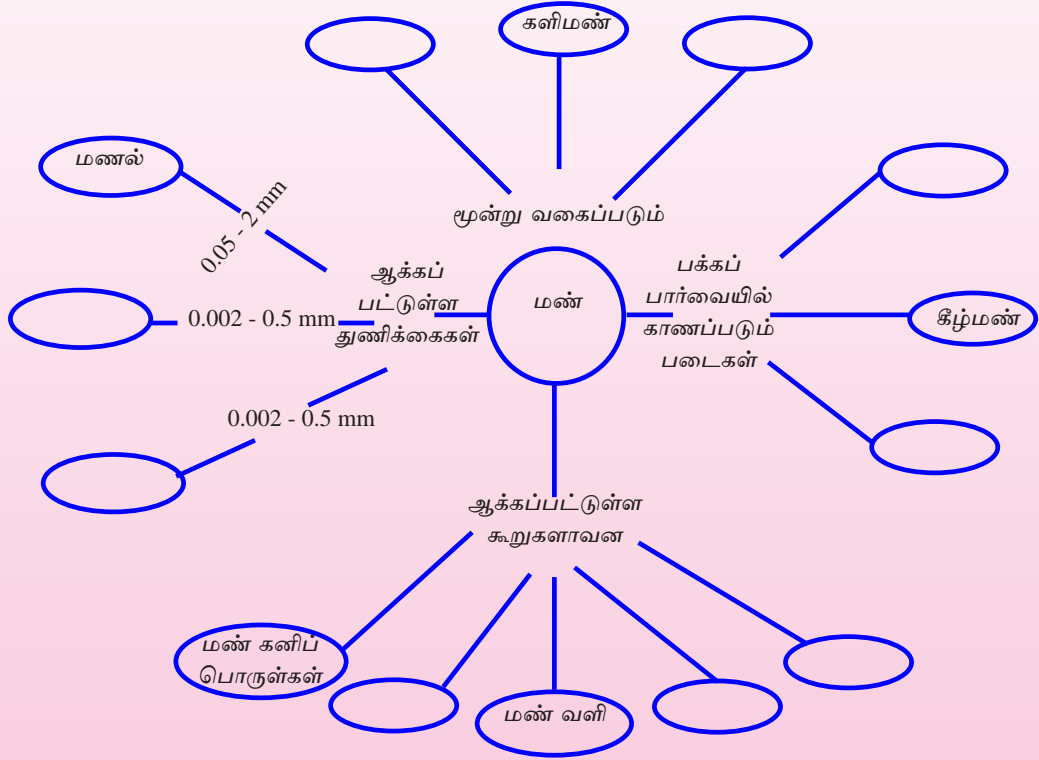 களிமண்
மணல்
0.05 - 2 mm
மூன்று வகைப்படும்
ஆக்கப்
பட்டுள்ள
துணிக்கைகள்
0.002 - 0.5 mm
0.002 - 0.5 mm
மண்
பக்கப்
பார்வையில்
காணப்படும்
படைகள்
கீழ்மண்
ஆக்கப்பட்டுள்ள
கூறுகளாவன
மண் கனிப்
பொருள்கள்
மண் வளி